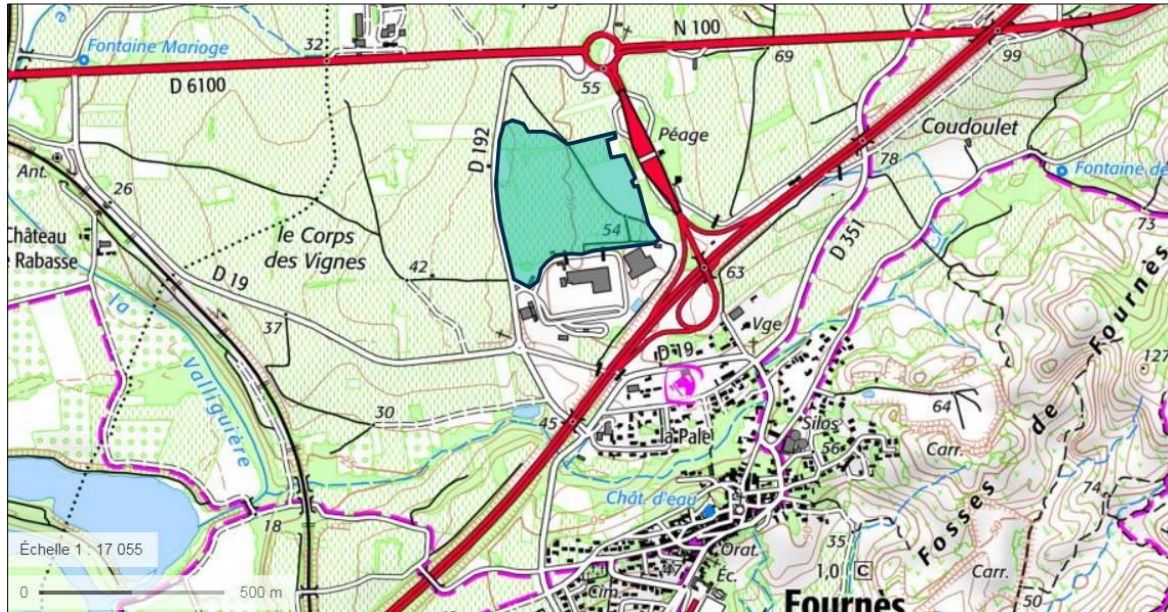 Fontaine Marioge
32
N 100
69
99
D 6100
55
D 192
Péage
Coudoulet
78
Fontaine de
Ant.
26
Château
Rabasse
le Corps
des Vignes
54
42
D 351
73
63
D 19
37
la
Valliguière
Vge
D 19
127
30
45
la Palel
Silos
56
64
Carr.
Fosses de Fournès
74
18
Chât. d'eau
Échelle 1 : 17 055
Orat.
35
47
Éc.
1,0 C
Carr.
0 500 m
Cim.
Fournès
50